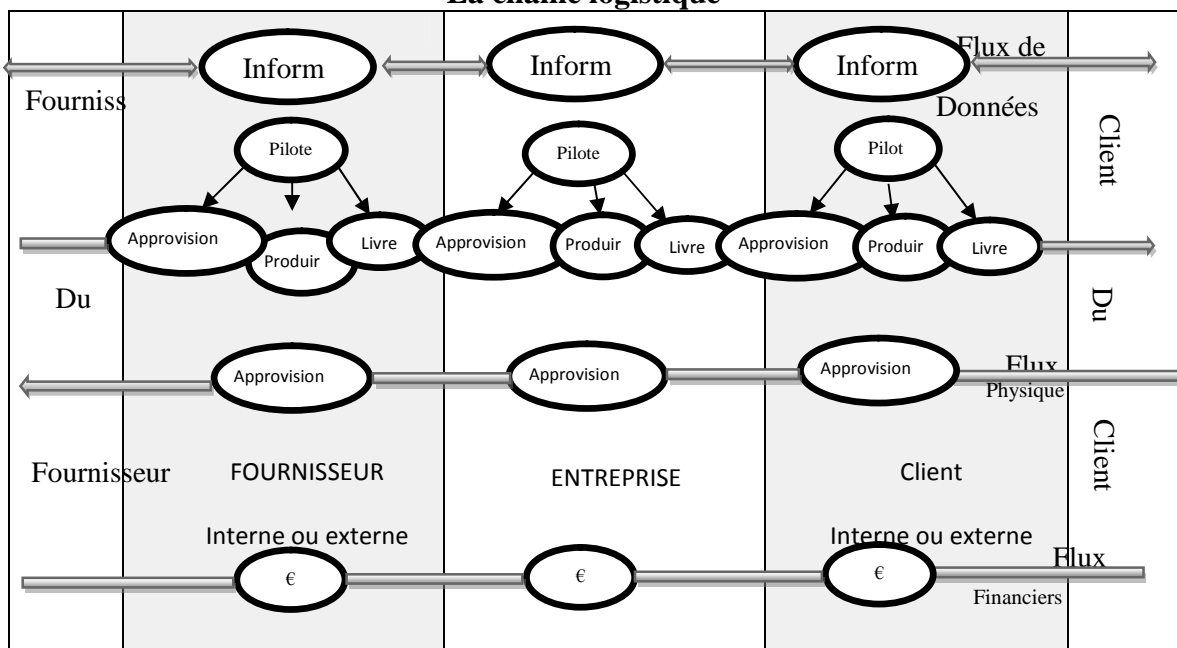 La chaîne logistique
Inform
Inform
Inform
Flux de
Fourniss
Données
Client
Pilote
Pilote
Pilot
Approvision
Produir
Livre
Approvision
Produir
Livre
Approvision
Produir
Livre
Du
Du
Approvision
Approvision
Approvision
Flux
Physique
Fournisseur
FOURNISSEUR
ENTREPRISE
Client
Client
Interne ou externe
Interne ou externe
€
€
€
Flux
Financiers